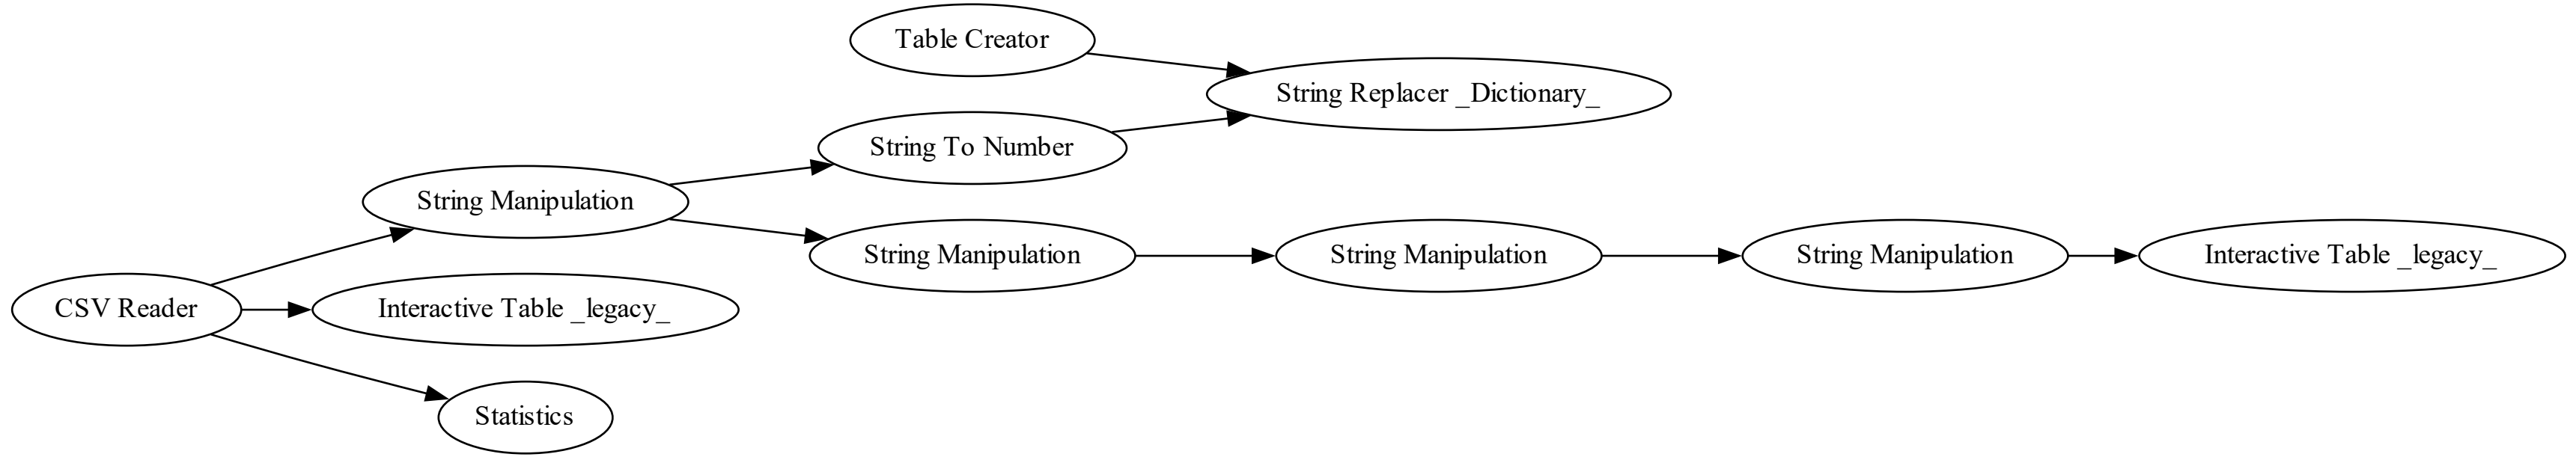 Table Creator
String Replacer _Dictionary_
String To Number
String Manipulation
String Manipulation
String Manipulation
String Manipulation
Interactive Table _legacy_
CSV Reader
Interactive Table _legacy_
Statistics